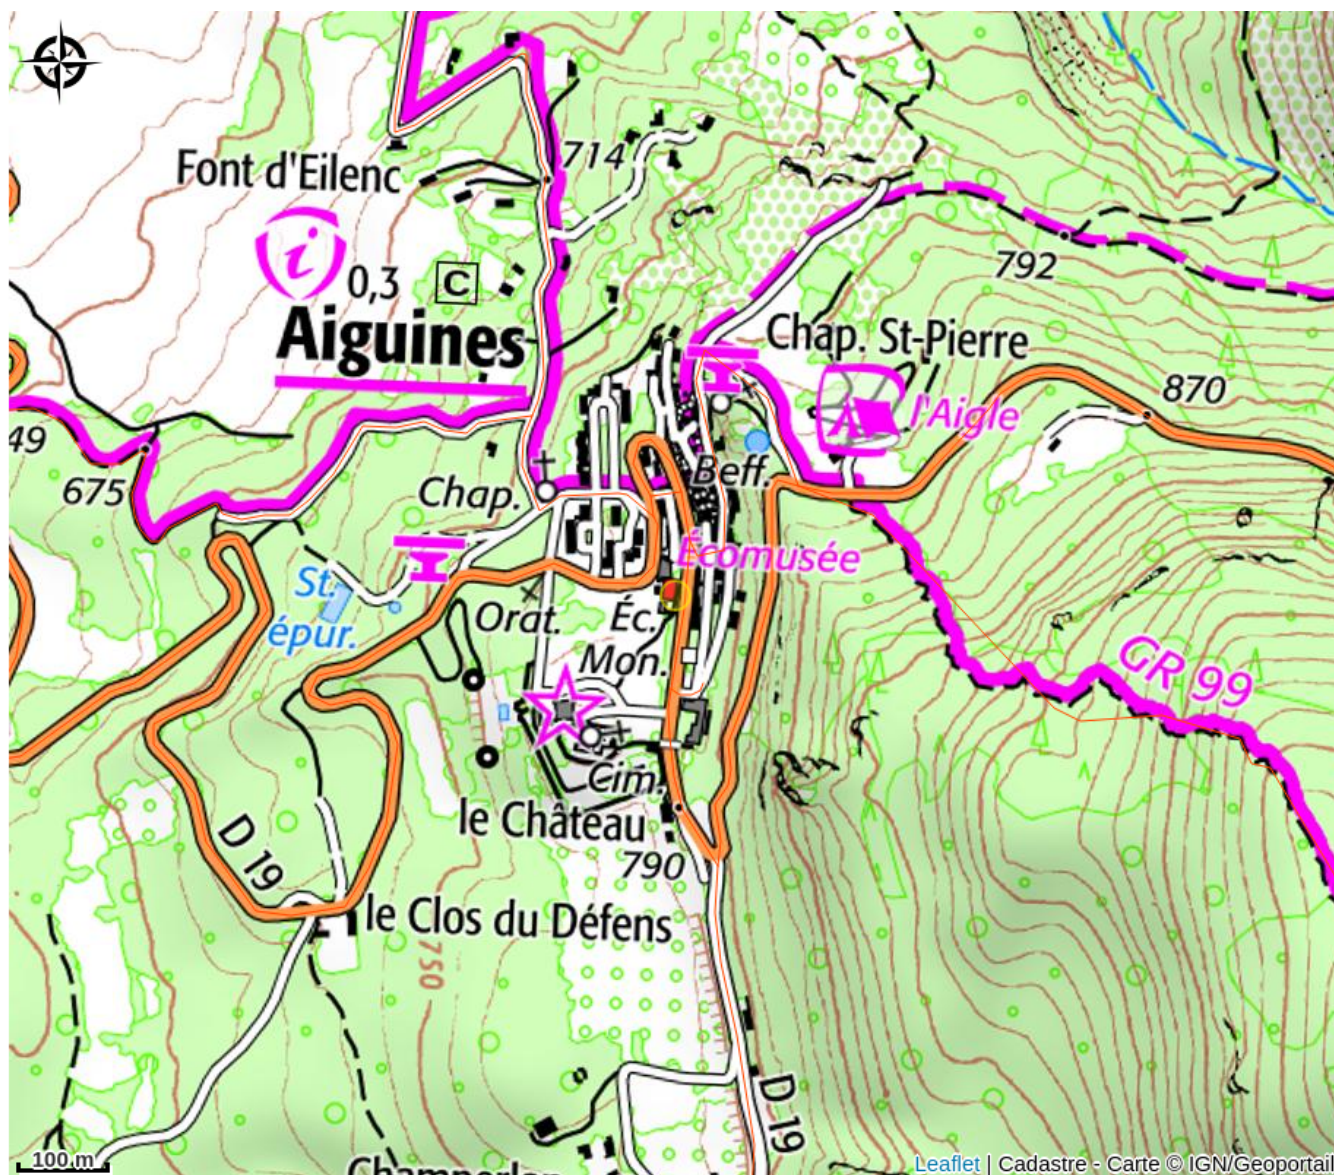 714
Font d'Eilenc
792
i
0,3
C
Aiguines
Chap. St-Pierre
870
l'Aigle
49
Beff.
675
Chap.
Écomusée
St.
épur.
Orat.
Éc.
Mon.
GR 99
Cim.
le Château
D 19
790
le Clos du Défens
750
D 19
100 m
Leaflet | Cadastre - Carte © IGN/Geoportail